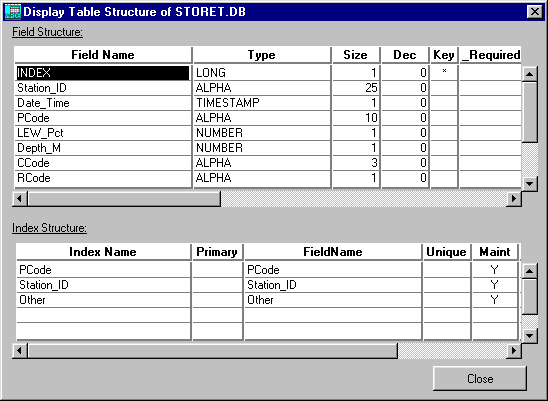 Display Table Structure of STORET.DB
Field Structure:
Field Name Type Size Dec Key _Required
INDEX LONG 1 0 *
Station_ID ALPHA 25 0
Date_Time TIMESTAMP 1 0
PCode ALPHA 10 0
LEW_Pct NUMBER 1 0
Depth_M NUMBER 1 0
CCode ALPHA 3 0
RCode ALPHA 1 0
Index Structure:
Index Name Primary FieldName Unique Maint
PCode PCode Y
Station_ID Station_ID Y
Other Other Y
Close